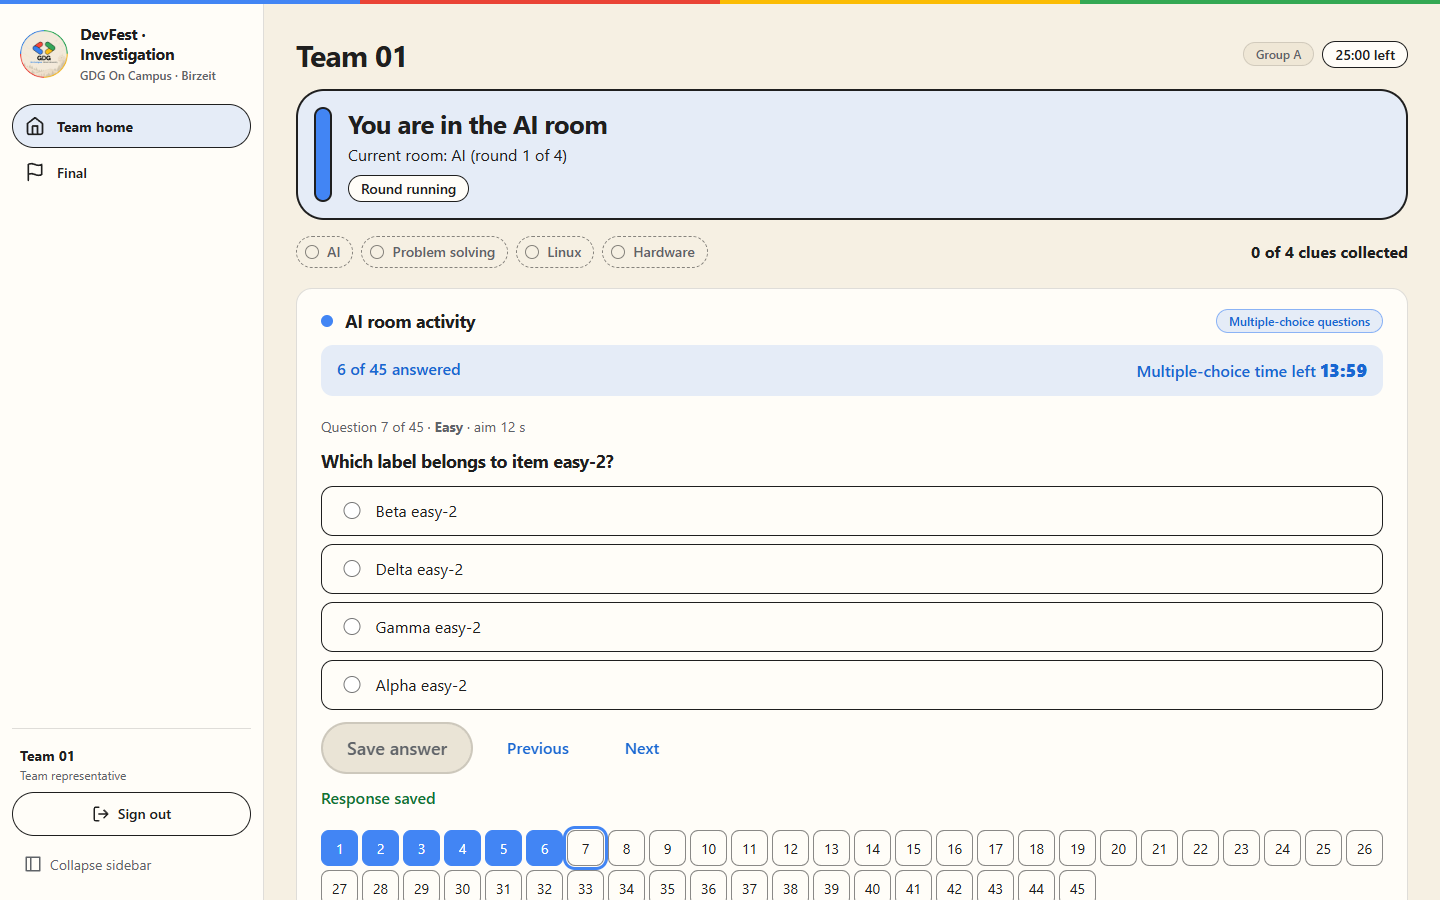 DevFest ·
Investigation
GDG On Campus · Birzeit
Team home
Final
Team 01
Team representative
Sign out
Collapse sidebar
Team 01
Group A
25:00 left
You are in the AI room
Current room: AI (round 1 of 4)
Round running
AI
Problem solving
Linux
Hardware
0 of 4 clues collected
AI room activity
Multiple-choice questions
6 of 45 answered
Multiple-choice time left 13:59
Question 7 of 45 · Easy · aim 12 s
Which label belongs to item easy-2?
Beta easy-2
Delta easy-2
Gamma easy-2
Alpha easy-2
Save answer
Previous
Next
Response saved
1 2 3 4 5 6 7 8 9 10 11 12 13 14 15 16 17 18 19 20 21 22 23 24 25 26
27 28 29 30 31 32 33 34 35 36 37 38 39 40 41 42 43 44 45